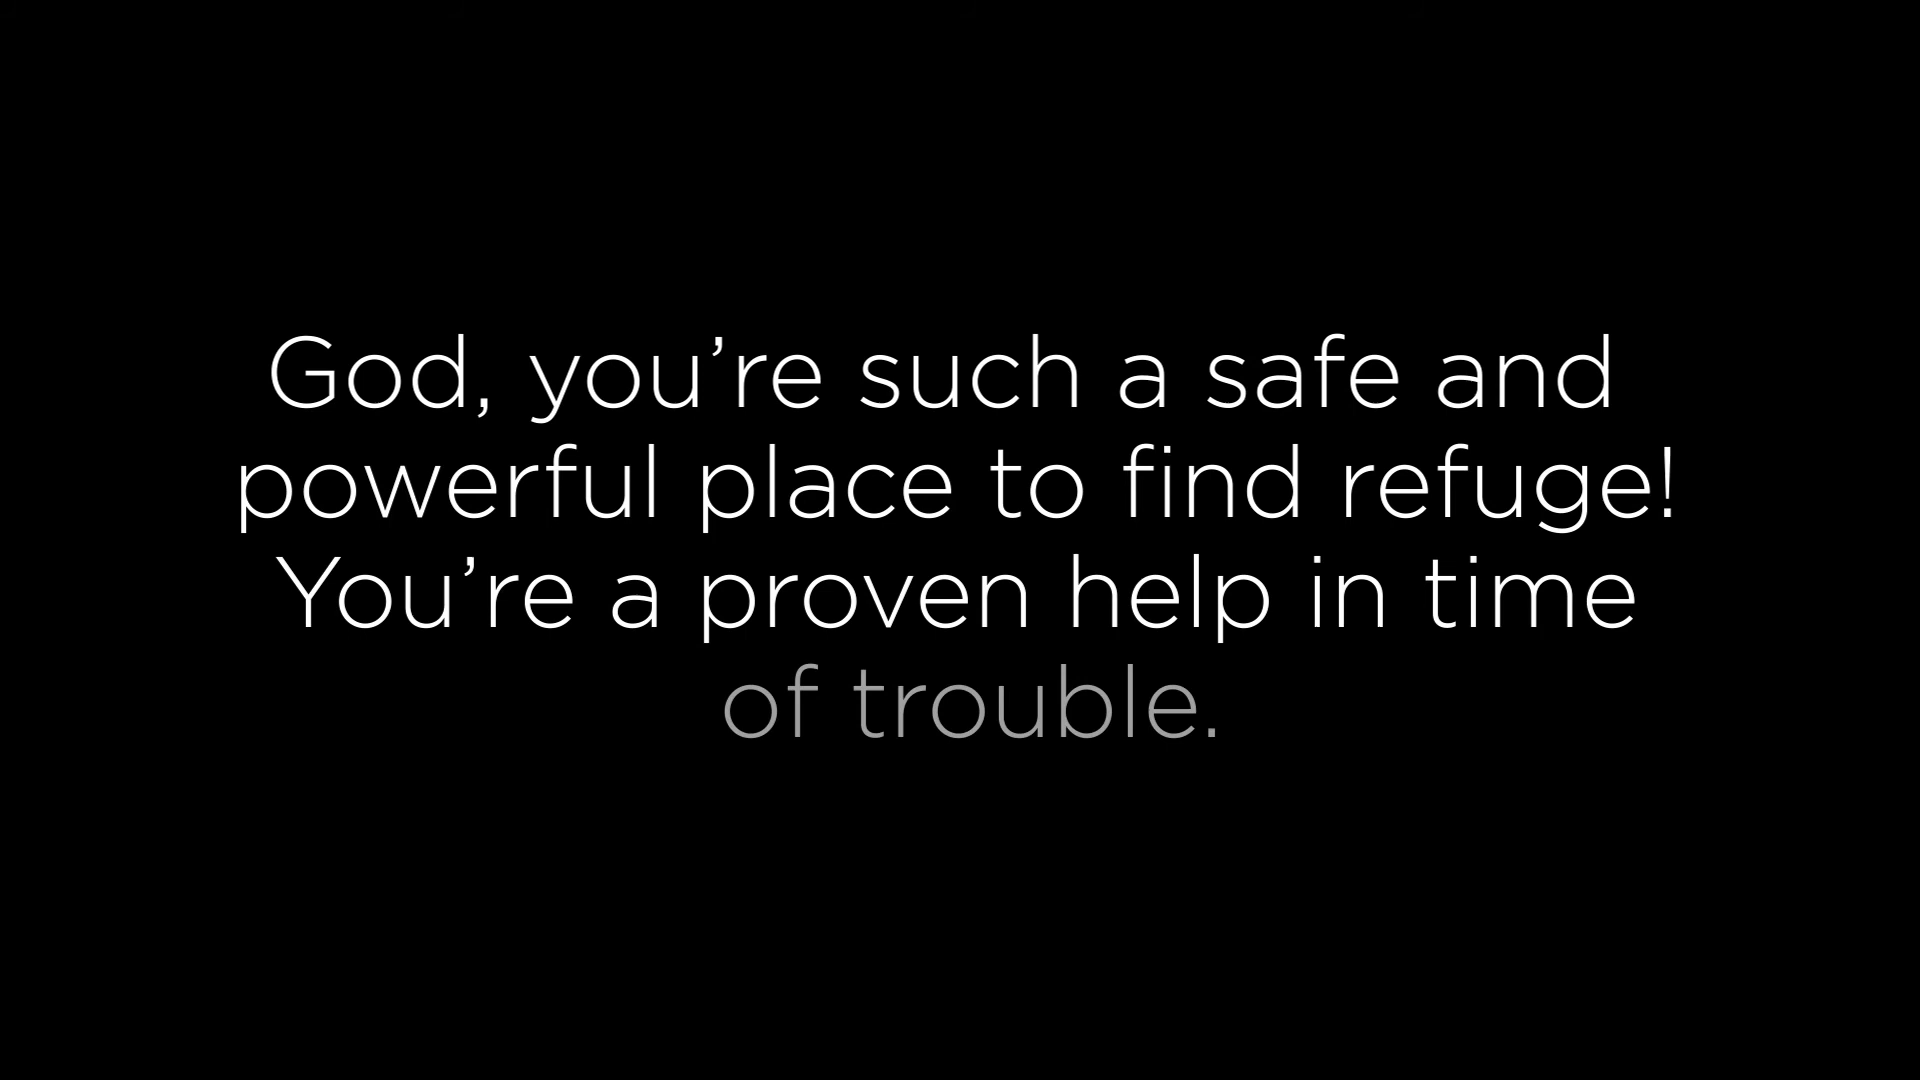 God, you’re such a safe and
powerful place to find refuge!
You’re a proven help in time
of trouble.